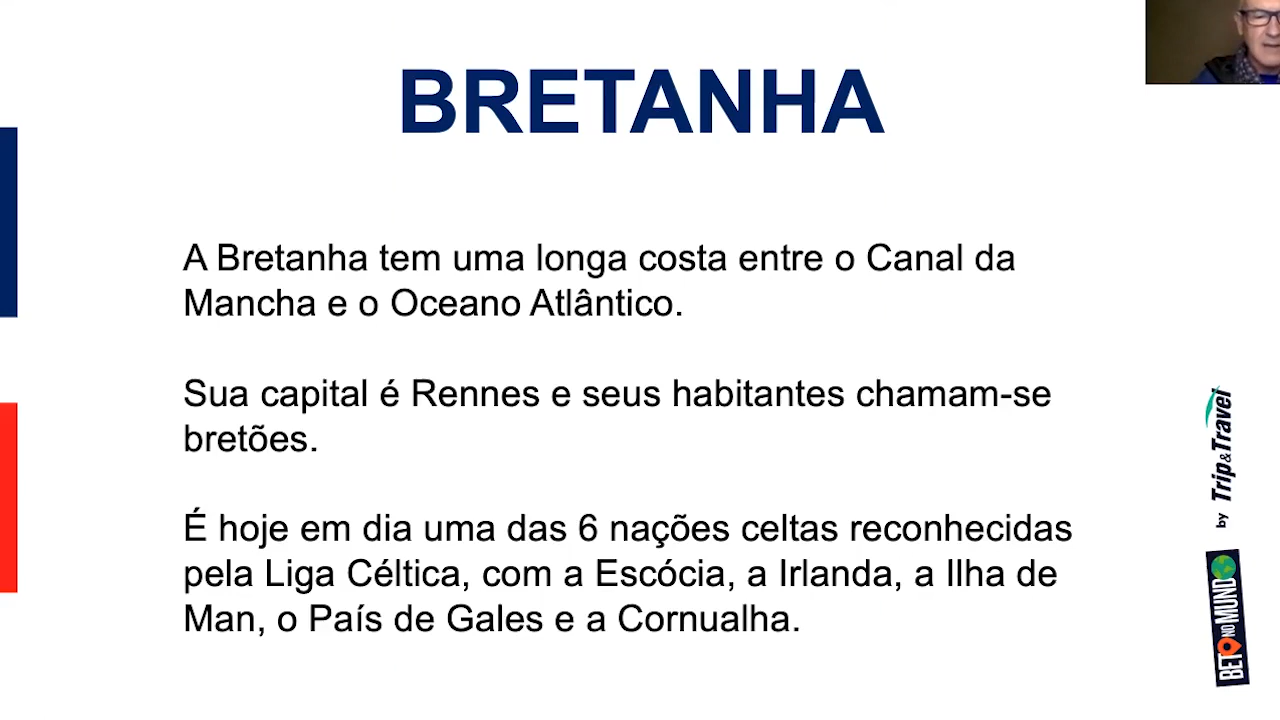 BRETANHA
A Bretanha tem uma longa costa entre o Canal da
Mancha e o Oceano Atlântico.
Sua capital é Rennes e seus habitantes chamam-se
bretões.
É hoje em dia uma das 6 nações celtas reconhecidas
pela Liga Céltica, com a Escócia, a Irlanda, a Ilha de
Man, o País de Gales e a Cornualha.
BETO NO MUNDO
by Trip&Travel